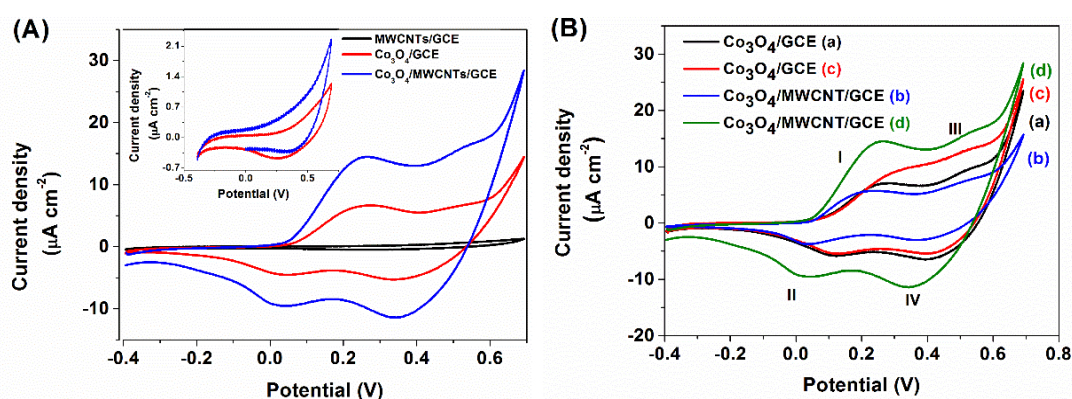 (A)
MWCNTs/GCE
Co₃O₄/GCE
Co₃O₄/MWCNTs/GCE
Current density
(μA cm⁻²)
30
20
10
0
-10
-0.4
-0.2
0.0
0.2
0.4
0.6
Potential (V)
Current density
(μA cm⁻²)
2.1
1.4
0.7
0.0
-0.7
-0.5
0.0
0.5
Potential (V)
(B)
Co₃O₄/GCE (a)
Co₃O₄/GCE (c)
Co₃O₄/MWCNT/GCE (b)
Co₃O₄/MWCNT/GCE (d)
(d)
(c)
(a)
(b)
I
III
II
IV
Current density
(μA cm⁻²)
30
20
10
0
-10
-20
-0.4
-0.2
0.0
0.2
0.4
0.6
0.8
Potential (V)